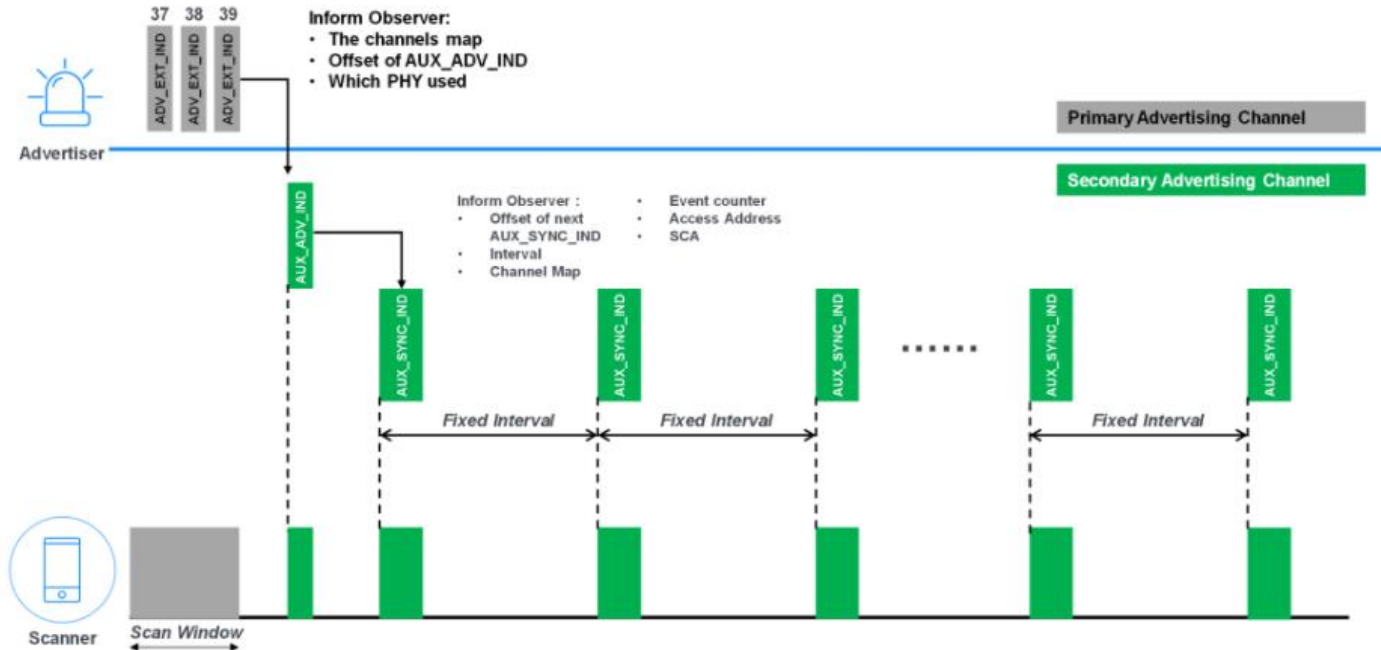 37 38 39
ADV_EXT_IND
ADV_EXT_IND
ADV_EXT_IND
Inform Observer:
• The channels map
• Offset of AUX_ADV_IND
• Which PHY used
Advertiser
Primary Advertising Channel
Secondary Advertising Channel
AUX_ADV_IND
Inform Observer :
• Offset of next
AUX_SYNC_IND
• Interval
• Channel Map
• Event counter
• Access Address
• SCA
AUX_SYNC_IND
AUX_SYNC_IND
AUX_SYNC_IND
......
AUX_SYNC_IND
AUX_SYNC_IND
Fixed Interval
Fixed Interval
Fixed Interval
Scanner
Scan Window